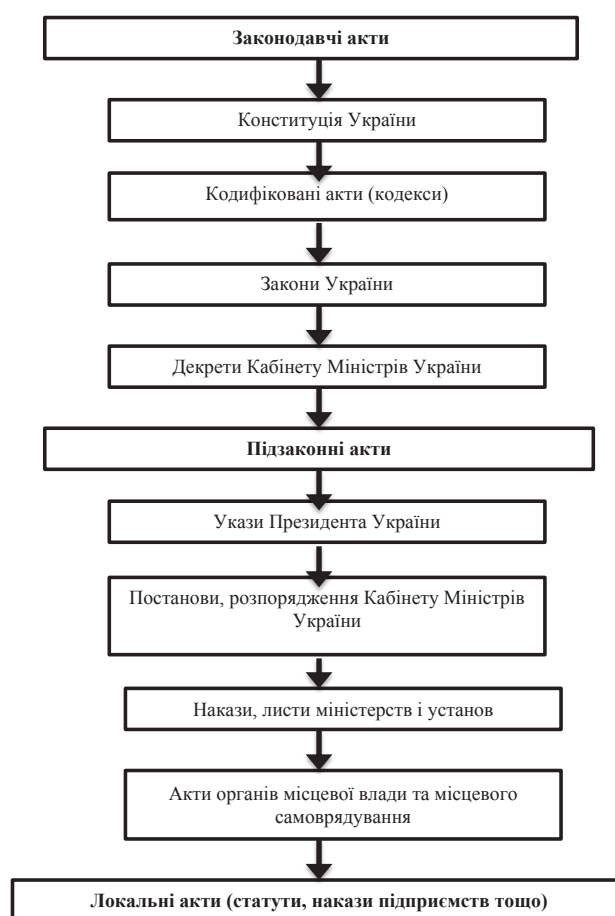 Законодавчі акти
Конституція України
Кодифіковані акти (кодекси)
Закони України
Декрети Кабінету Міністрів України
Підзаконні акти
Укази Президента України
Постанови, розпорядження Кабінету Міністрів
України
Накази, листи міністерств і установ
Акти органів місцевої влади та місцевого
самоврядування
Локальні акти (статути, накази підприємств тощо)